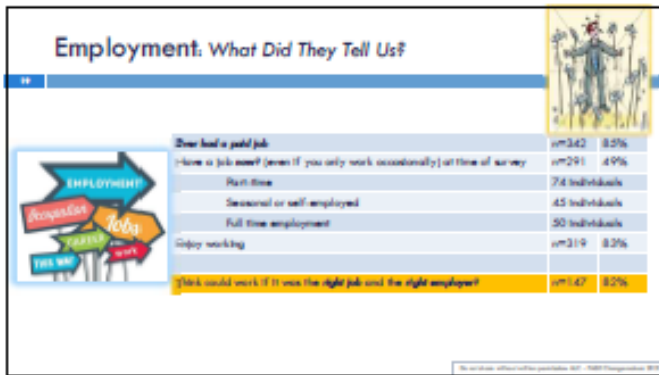 Employment: What Did They Tell Us?
Ever had a paid job n=342 85%
Have a job now? (even if you only work occasionally) at time of survey n=291 49%
Part-time 74 individuals
Seasonal or self-employed 45 individuals
Full time employment 50 individuals
Enjoy working n=319 83%
Think could work if it was the right job and the right employer? n=147 82%
EMPLOYMENT
Occupation
Jobs
CAREER
WORK
THIS WAY